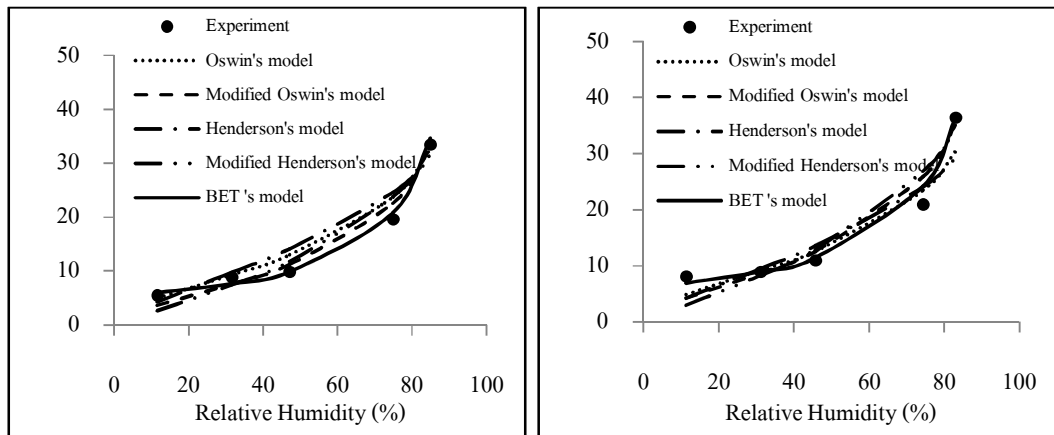 Experiment
50
Oswin's model
40
Modified Oswin's model
Henderson's model
30
Modified Henderson's model
BET 's model
20
10
0
0 20 40 60 80 100
Relative Humidity (%)
Experiment
50
Oswin's model
40
Modified Oswin's model
Henderson's model
30
Modified Henderson's mode
BET 's model
20
10
0
0 20 40 60 80 100
Relative Humidity (%)